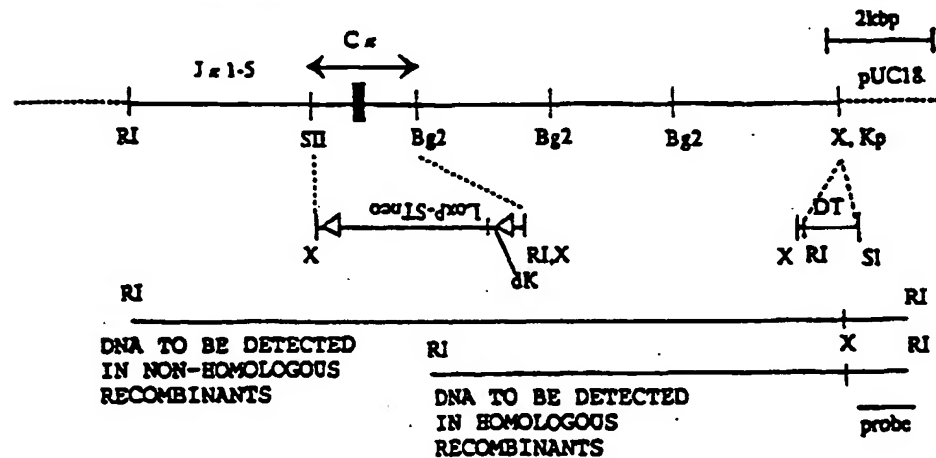 2kbp
Cκ
Jκ1-5
pUC18
RI
SII
Bg2
Bg2
Bg2
X, Kp
LoxP-STneo
DT
X
RI,X
X RI
SI
dK
RI
RI
DNA TO BE DETECTED
IN NON-HOMOLOGOUS
RECOMBINANTS
RI
X
RI
DNA TO BE DETECTED
IN HOMOLOGOUS
RECOMBINANTS
probe